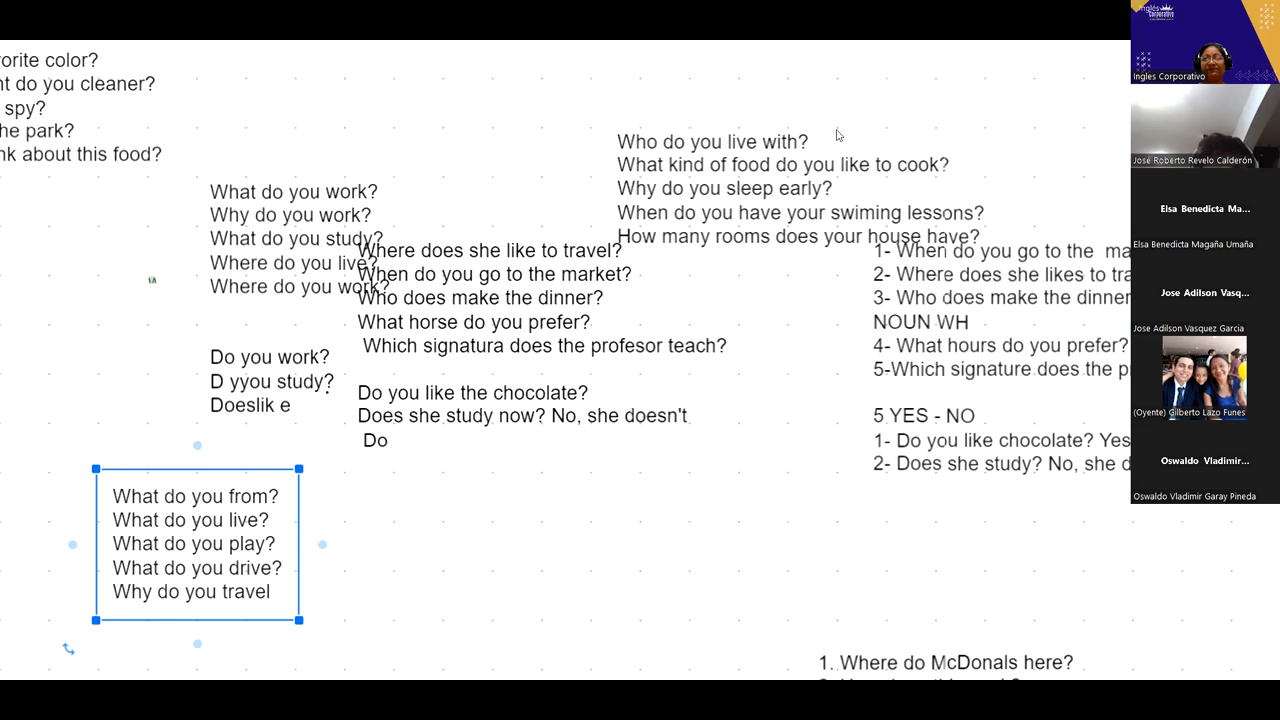 orite color?
t do you cleaner?
spy?
he park?
nk about this food?
What do you work?
Why do you work?
What do you study?
Where do you live?
Where do you work?
Do you work?
D yyou study?
Doeslik e
What do you from?
What do you live?
What do you play?
What do you drive?
Why do you travel
Where does she like to travel?
When do you go to the market?
Who does make the dinner?
What horse do you prefer?
Which signatura does the profesor teach?
Do you like the chocolate?
Does she study now? No, she doesn't
Do
Who do you live with?
What kind of food do you like to cook?
Why do you sleep early?
When do you have your swiming lessons?
How many rooms does your house have?
1- When do you go to the ma
2- Where does she likes to tra
3- Who does make the dinner
NOUN WH
4- What hours do you prefer?
5-Which signature does the p
5 YES - NO
1- Do you like chocolate? Yes
2- Does she study? No, she d
1. Where do McDonals here?
Inglés
Corporativo
Ingles Corporativo
José Roberto Revelo Calderón
Elsa Benedicta Ma...
Elsa Benedicta Magaña Umaña
Jose Adilson Vasq...
Jose Adilson Vasquez Garcia
(Oyente) Gilberto Lazo Funes
Oswaldo Vladimir...
Oswaldo Vladimir Garay Pineda